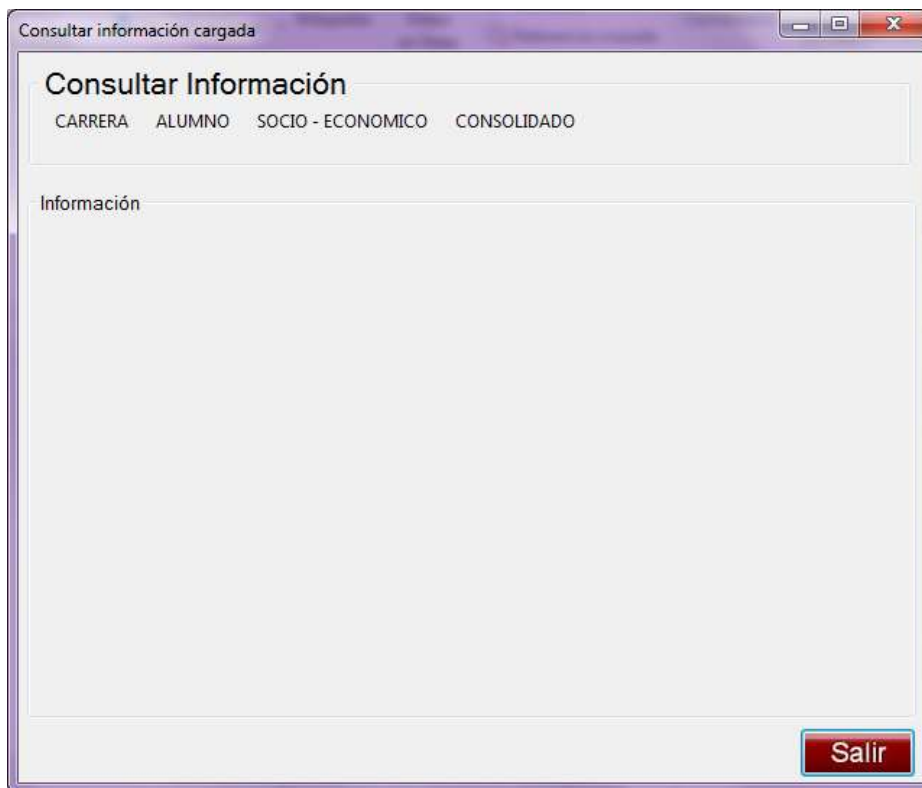 Consultar información cargada
Consultar Información
CARRERA ALUMNO SOCIO - ECONOMICO CONSOLIDADO
Información
Salir